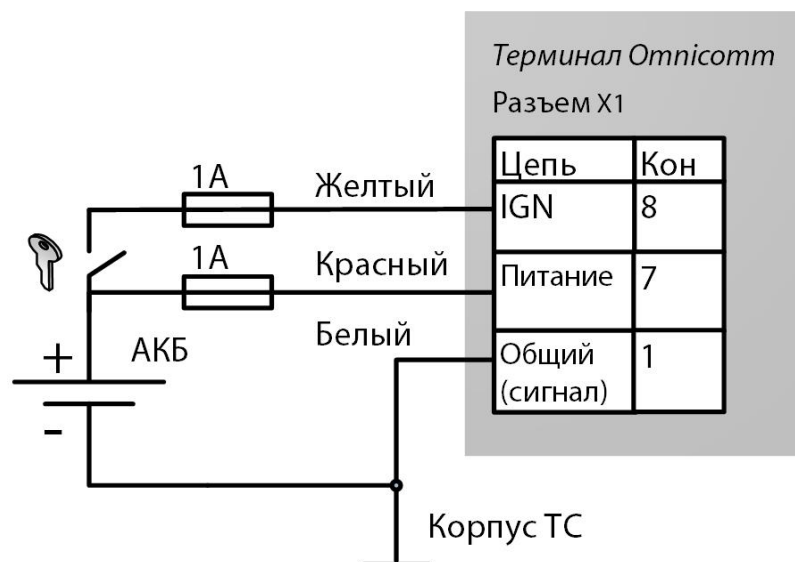 Терминал Omnicomm
Разъем X1
Цепь Кон
1А Желтый IGN 8
1А Красный Питание 7
Белый
+ АКБ Общий 1
(сигнал)
-
Корпус ТС